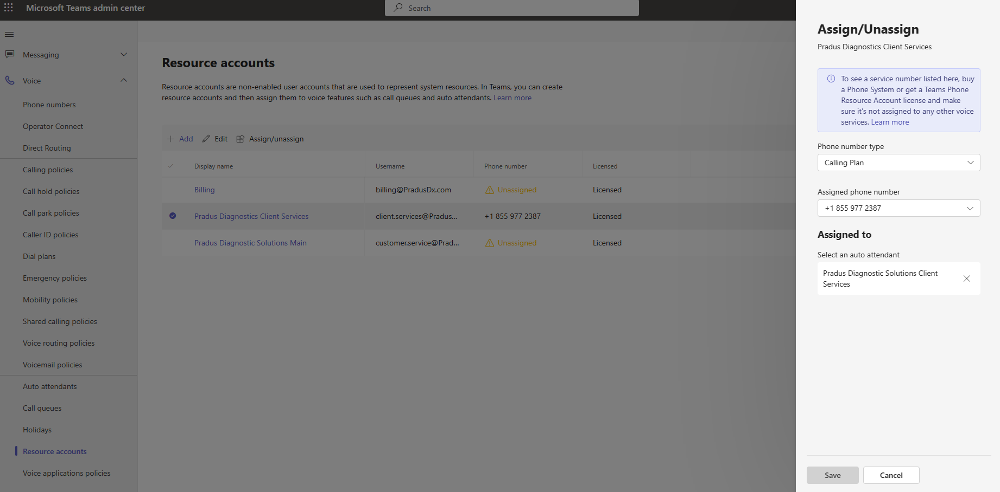 Microsoft Teams admin center
Search
Messaging
Voice
Phone numbers
Operator Connect
Direct Routing
Calling policies
Call hold policies
Call park policies
Caller ID policies
Dial plans
Emergency policies
Mobility policies
Shared calling policies
Voice routing policies
Voicemail policies
Auto attendants
Call queues
Holidays
Resource accounts
Voice applications policies
Resource accounts
Resource accounts are non-enabled user accounts that are used to represent system resources. In Teams, you can create
resource accounts and then assign them to voice features such as call queues and auto attendants. Learn more
Add Edit Assign/unassign
Display name Username Phone number Licensed
Billing billing@PradusDx.com Unassigned Licensed
Pradus Diagnostics Client Services client.services@Pradus... +1 855 977 2387 Licensed
Pradus Diagnostic Solutions Main customer.service@Prad... Unassigned Licensed
Assign/Unassign
Pradus Diagnostics Client Services
To see a service number listed here, buy
a Phone System or get a Teams Phone
Resource Account license and make
sure it's not assigned to any other voice
services. Learn more
Phone number type
Calling Plan
Assigned phone number
+1 855 977 2387
Assigned to
Select an auto attendant
Pradus Diagnostic Solutions Client
Services
Save Cancel